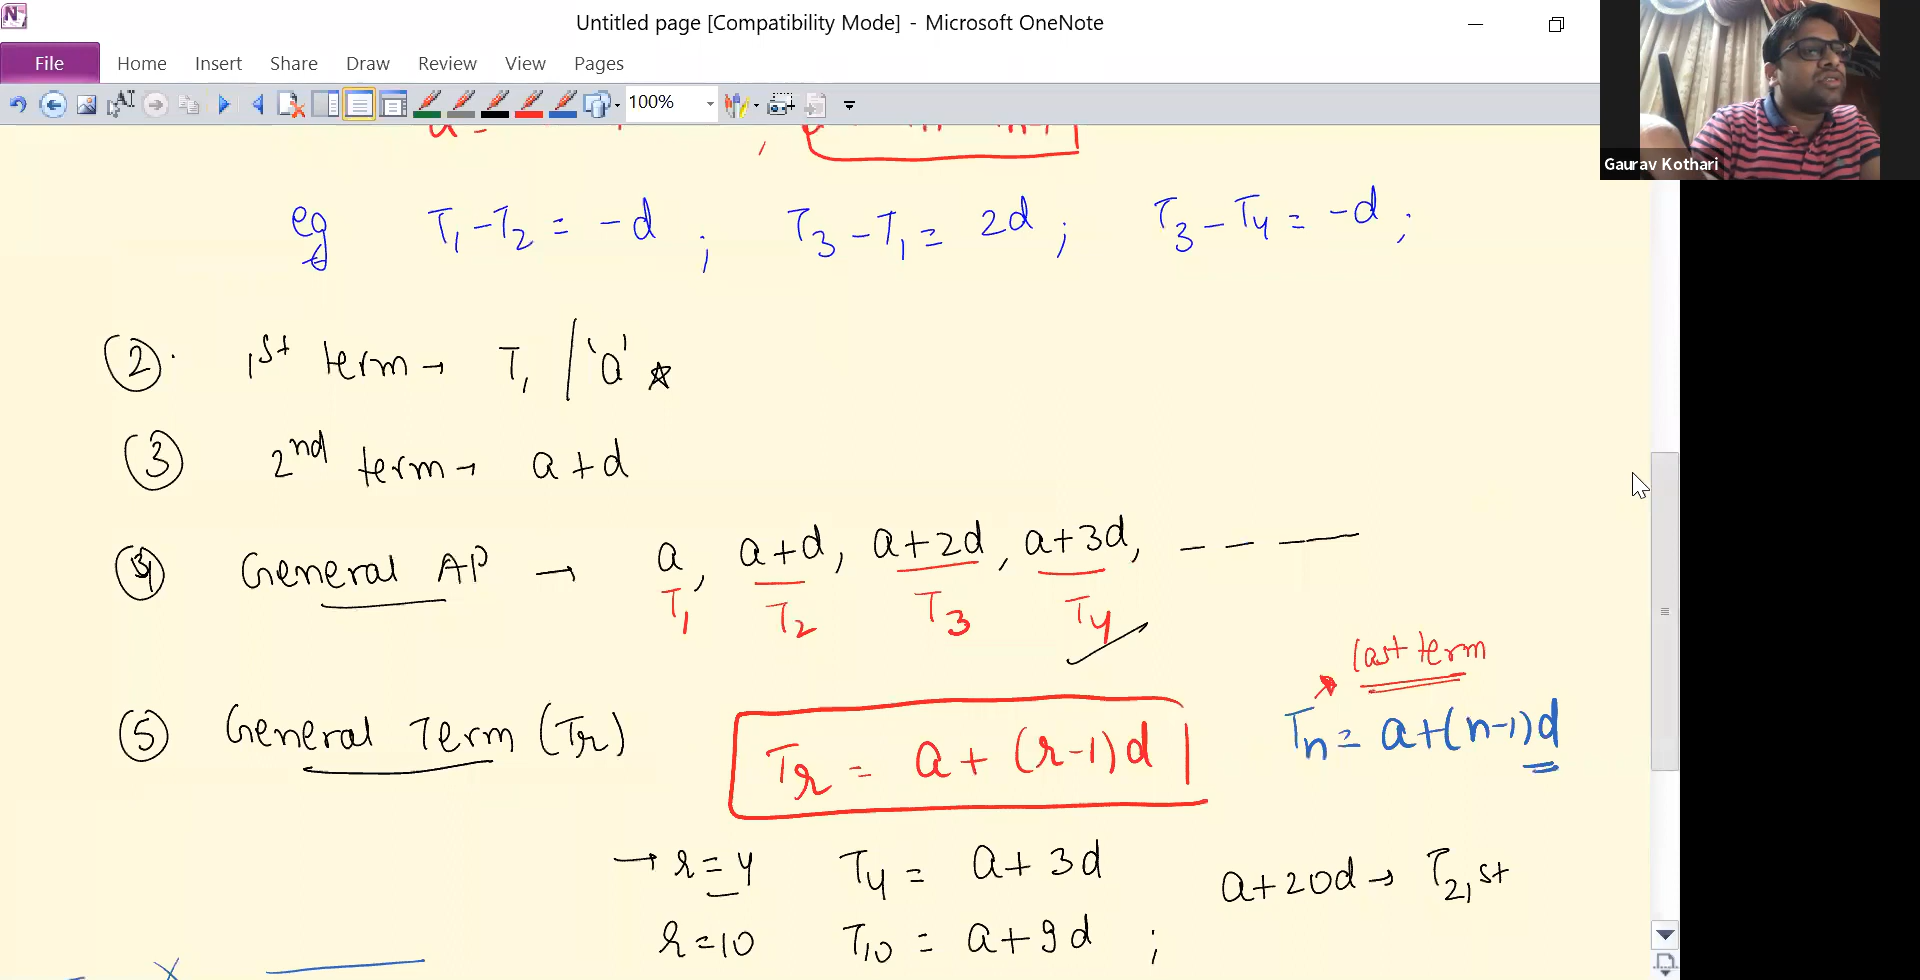 Untitled page [Compatibility Mode] - Microsoft OneNote
File Home Insert Share Draw Review View Pages
100%
Gaurav Kothari
eg T₁-T₂ = -d ; T₃-T₁ = 2d ; T₃-T₄ = -d ;
② 1st term → T₁ / 'a' ☆
③ 2nd term → a+d
④ General AP → a, a+d, a+2d, a+3d, - - —
T₁ T₂ T₃ T₄
last term
⑤ General Term (Tr) Tr = a + (r-1)d Tn = a+(n-1)d
→ r=4 T₄ = a+3d a+20d → T₂₁st
r=10 T₁₀ = a+9d ;